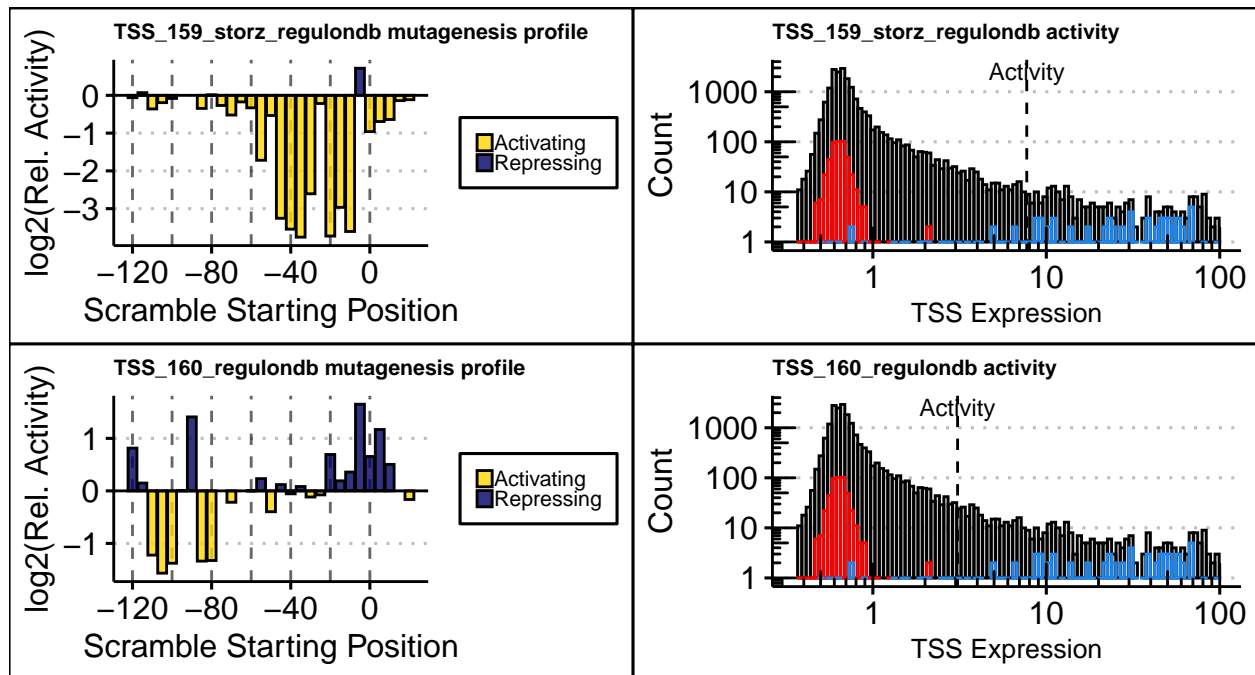 TSS_159_storz_regulondb mutagenesis profile
log2(Rel. Activity)
0
−1
−2
−3
−120
−80
−40
0
Scramble Starting Position
Activating
Repressing
TSS_159_storz_regulondb activity
Activity
Count
1000
100
10
1
1
10
100
TSS Expression
TSS_160_regulondb mutagenesis profile
log2(Rel. Activity)
1
0
−1
−120
−80
−40
0
Scramble Starting Position
Activating
Repressing
TSS_160_regulondb activity
Activity
Count
1000
100
10
1
1
10
100
TSS Expression